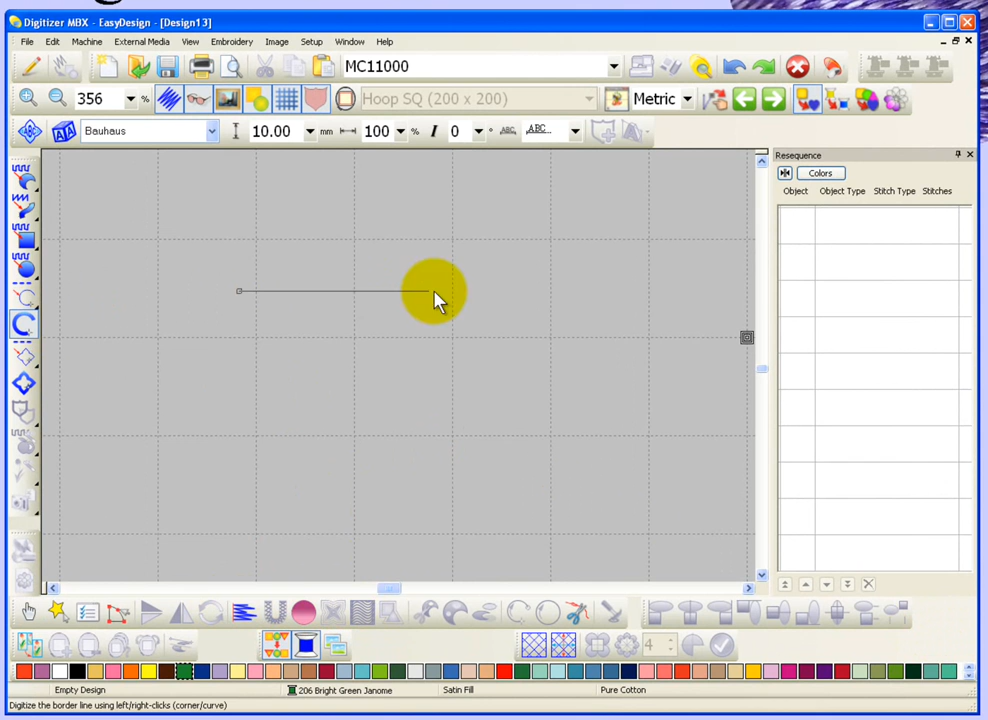 Digitizer MBX - EasyDesign - [Design13]
File Edit Machine External Media View Embroidery Image Setup Window Help
MC11000
356 % Hoop SQ (200 x 200) Metric
ABC ATA Bauhaus 10.00 mm 100 % I 0 ° ABC ABC...
Resequence
Colors
Object Object Type Stitch Type Stitches
4
Empty Design 206 Bright Green Janome Satin Fill Pure Cotton
Digitize the border line using left/right-clicks (corner/curve)